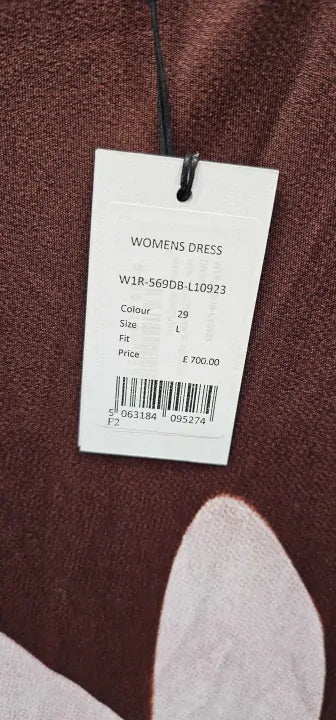 WOMENS DRESS
W1R-569DB-L10923
Colour 29
Size L
Fit
Price £ 700.00
5 063184 095274
F2